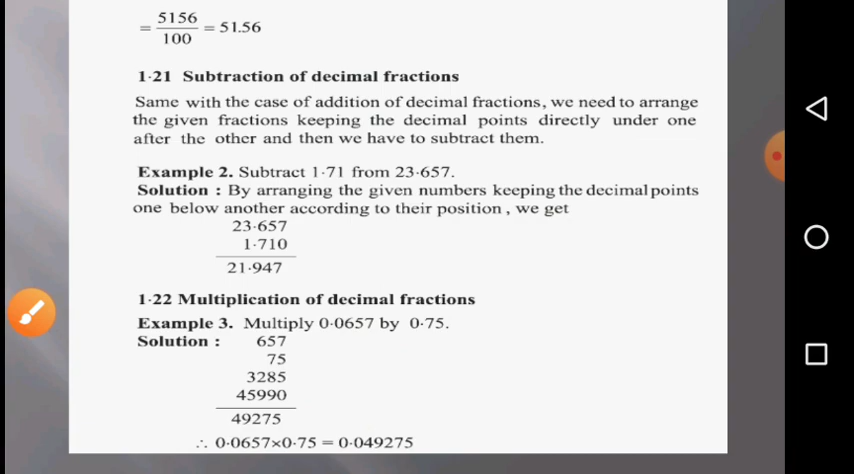 = 5156/100 = 51.56
1·21 Subtraction of decimal fractions
Same with the case of addition of decimal fractions, we need to arrange
the given fractions keeping the decimal points directly under one
after the other and then we have to subtract them.
Example 2. Subtract 1·71 from 23·657.
Solution : By arranging the given numbers keeping the decimal points
one below another according to their position , we get
23·657
1·710
21·947
1·22 Multiplication of decimal fractions
Example 3. Multiply 0·0657 by 0·75.
Solution : 657
75
3285
45990
49275
∴ 0·0657×0·75 = 0·049275